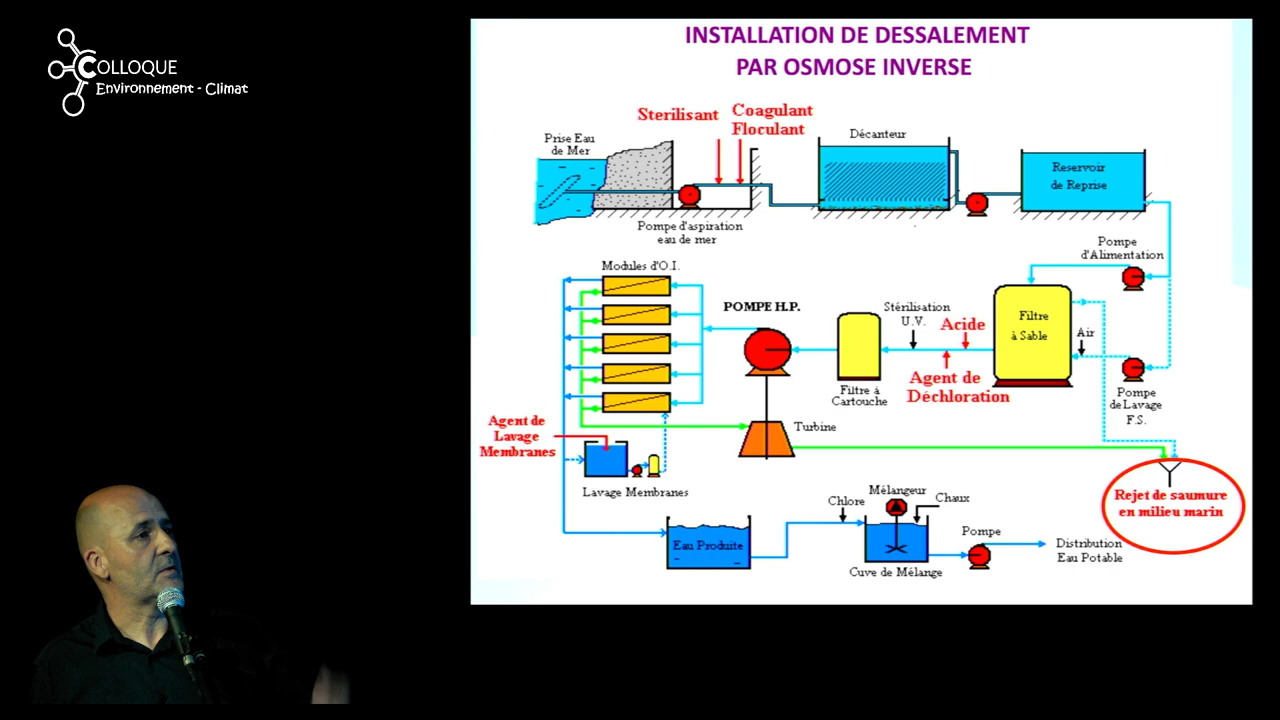 COLLOQUE
Environnement - Climat
INSTALLATION DE DESSALEMENT
PAR OSMOSE INVERSE
Sterilisant
Coagulant
Floculant
Prise Eau
de Mer
Décanteur
Reservoir
de Reprise
Pompe d'aspiration
eau de mer
Pompe
d'Alimentation
Modules d'O.I.
POMPE H.P.
Stérilisation
U.V.
Acide
Filtre
à Sable
Air
Agent de
Déchloration
Filtre à
Cartouche
Pompe
de Lavage
F.S.
Agent de
Lavage
Membranes
Turbine
Lavage Membranes
Rejet de saumure
en milieu marin
Mélangeur
Chlore
Chaux
Eau Produite
Pompe
Distribution
Eau Potable
Cuve de Mélange